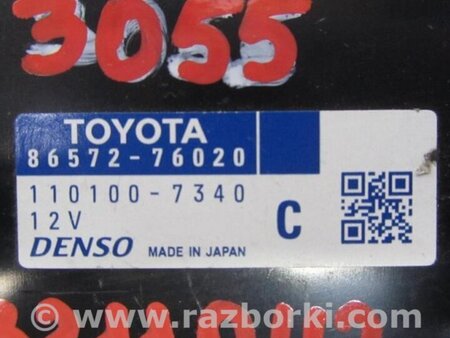 3055
TOYOTA
86572-76020
110100-7340
12V
C
DENSO
MADE IN JAPAN
www.razborki.com